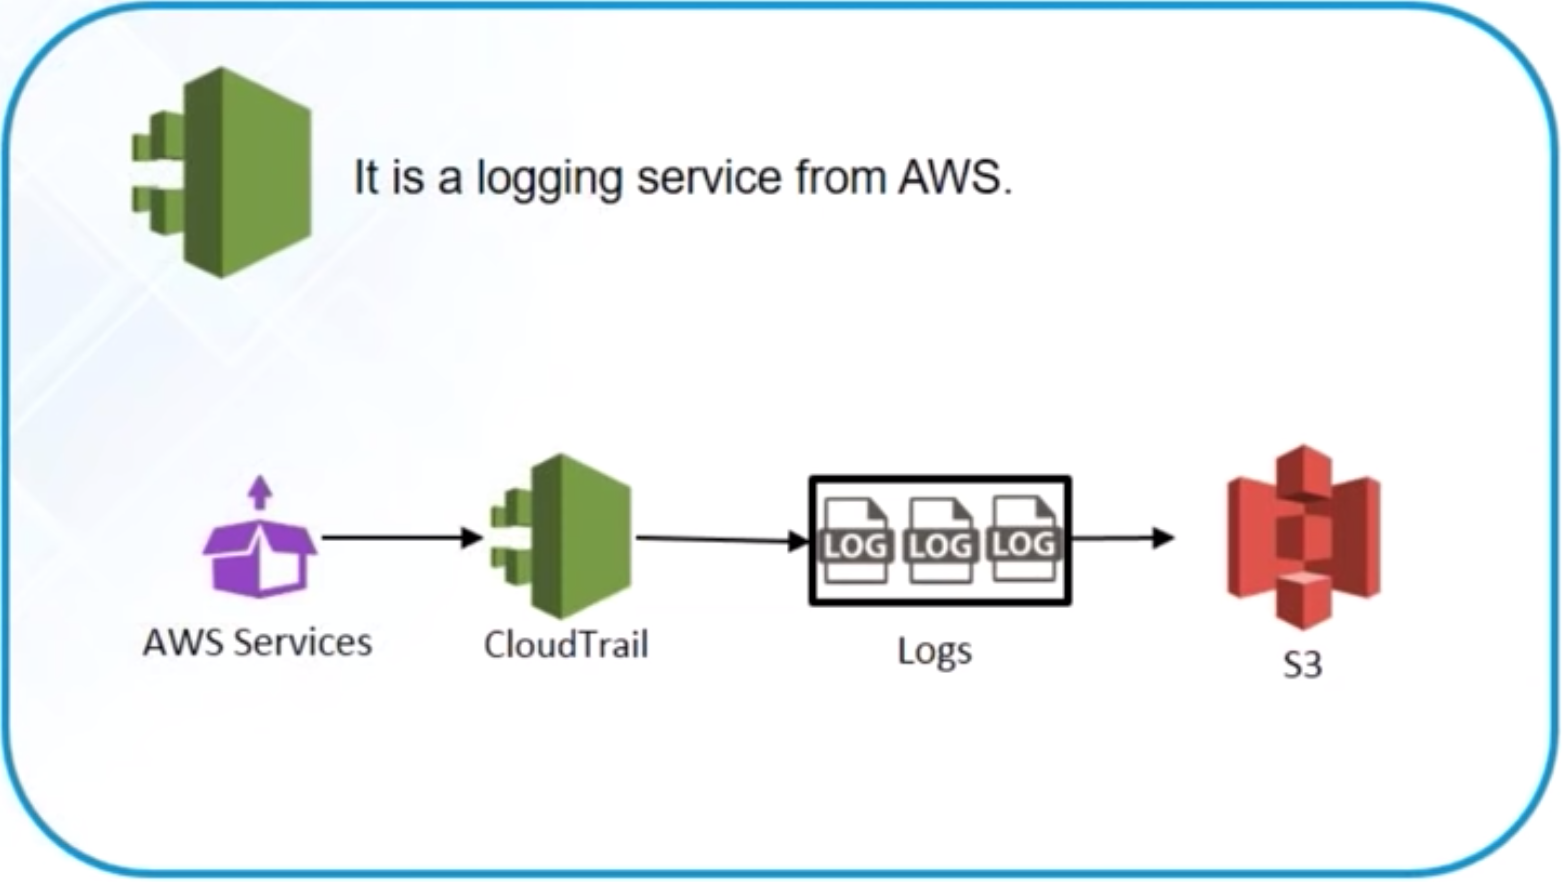 It is a logging service from AWS.
LOG LOG LOG
AWS Services
CloudTrail
Logs
S3